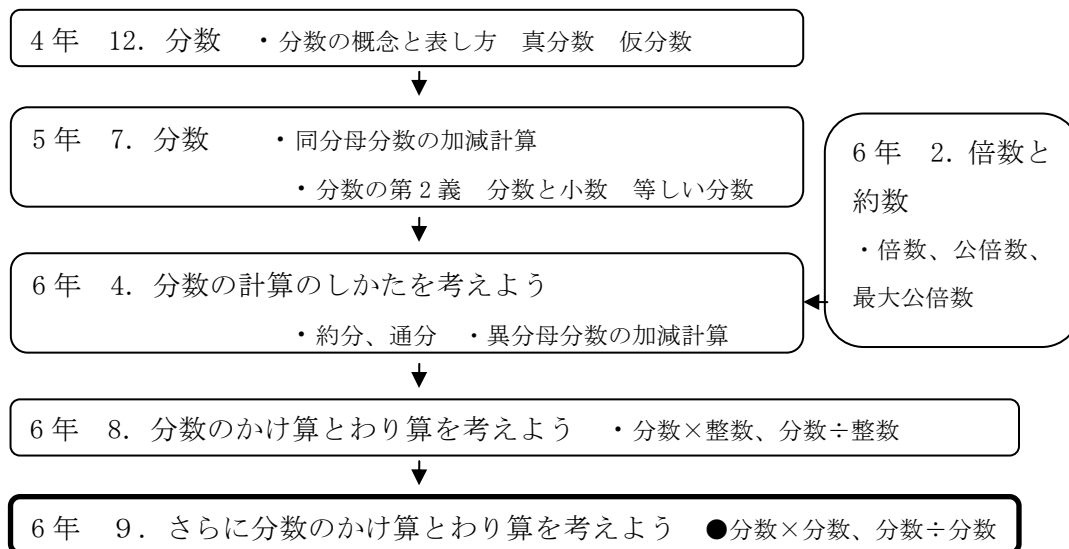 4年 12. 分数 ・分数の概念と表し方 真分数 仮分数
5年 7. 分数 ・同分母分数の加減計算
・分数の第2義 分数と小数 等しい分数
6年 2. 倍数と
約数
・倍数、公倍数、
最大公倍数
6年 4. 分数の計算のしかたを考えよう
・約分、通分 ・異分母分数の加減計算
6年 8. 分数のかけ算とわり算を考えよう ・分数×整数、分数÷整数
6年 9. さらに分数のかけ算とわり算を考えよう ●分数×分数、分数÷分数